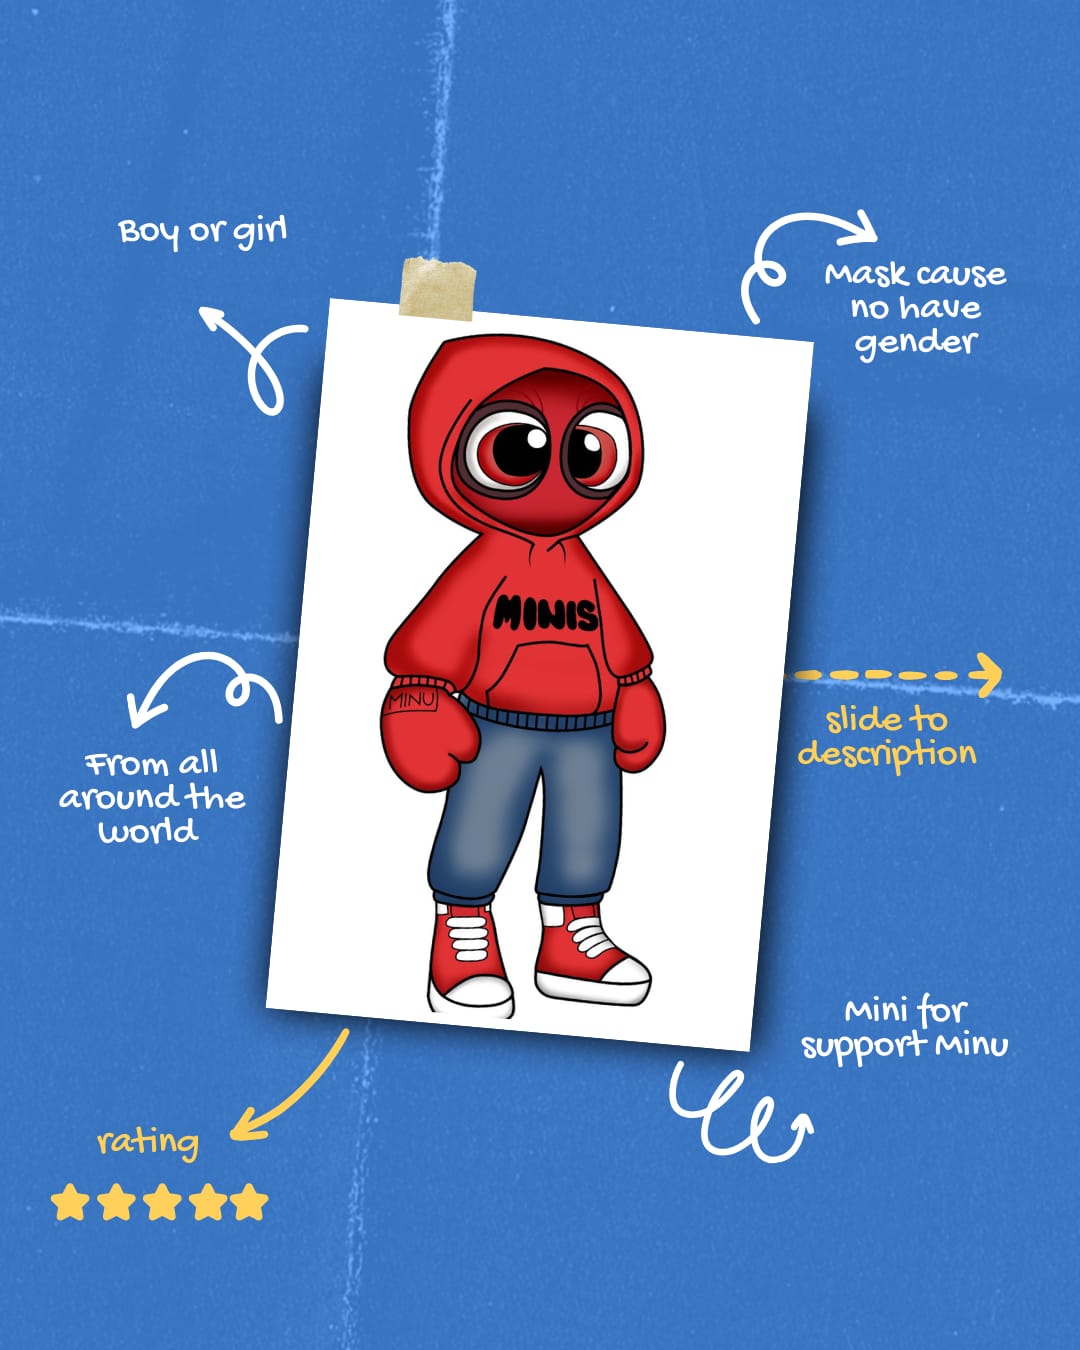 Boy or girl
Mask cause
no have
gender
MINIS
MINU
slide to
description
From all
around the
world
Mini for
support Minu
rating